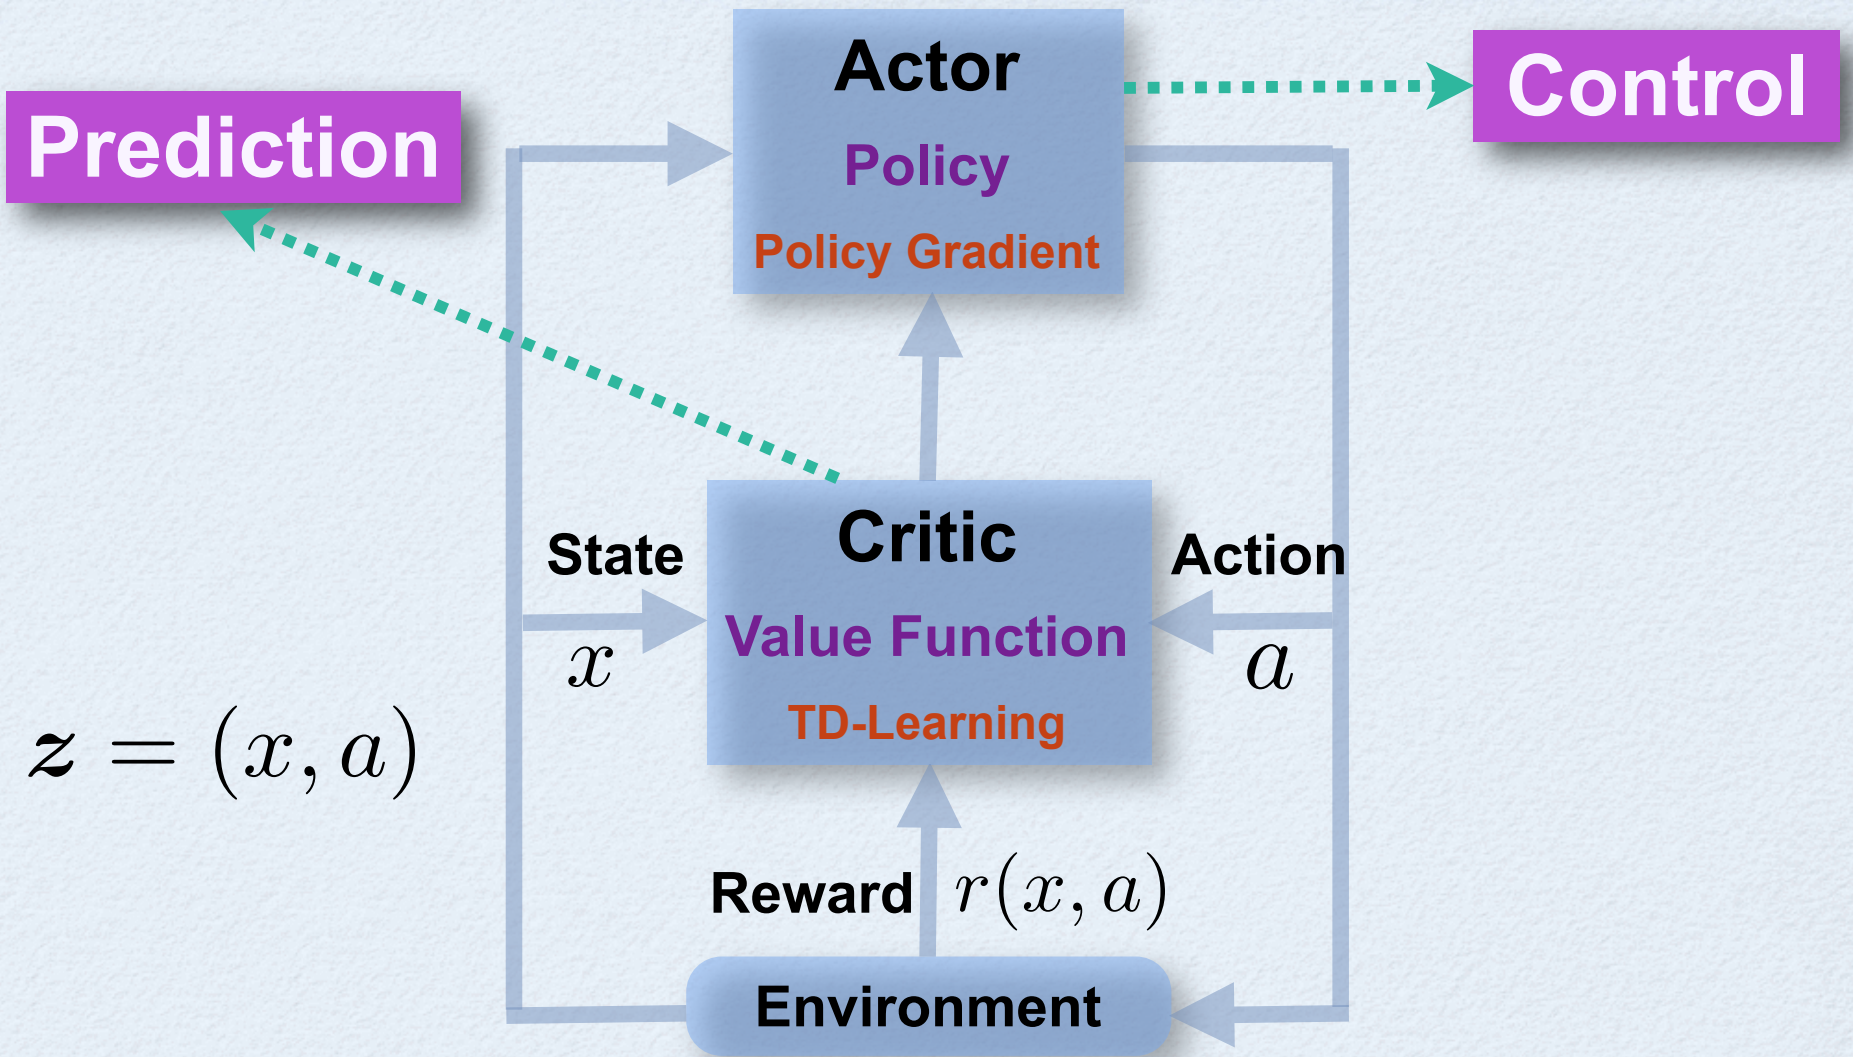 Actor
Control
Prediction
Policy
Policy Gradient
State
Critic
Action
x
Value Function
a
TD-Learning
z = (x, a)
Reward r(x, a)
Environment